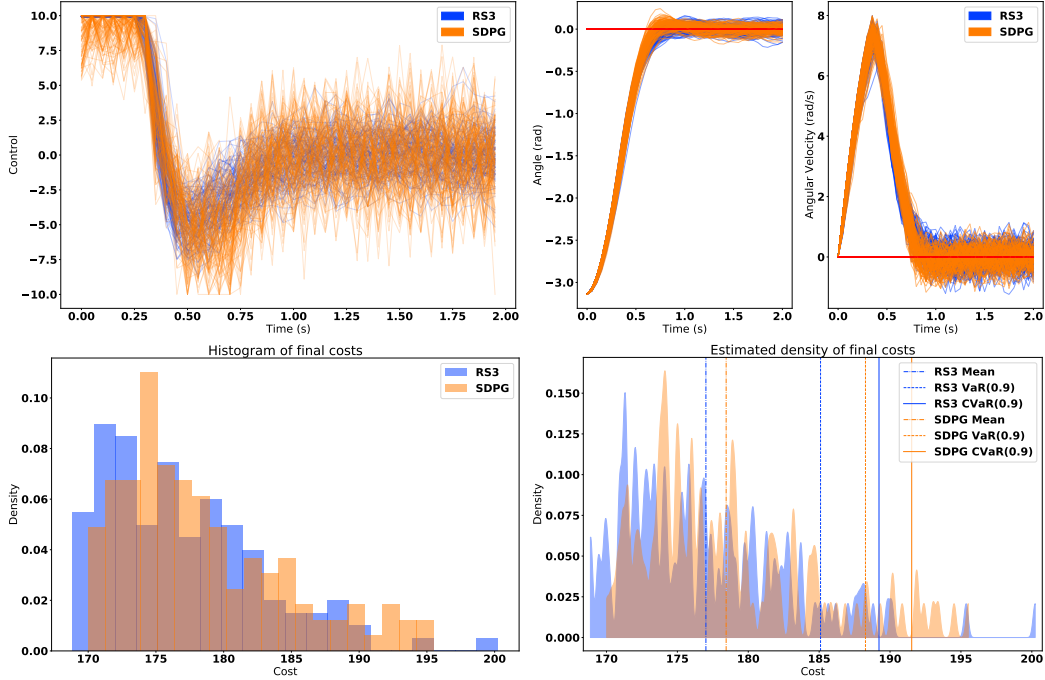 10.0
7.5
5.0
2.5
0.0
−2.5
−5.0
−7.5
−10.0
Control
0.00 0.25 0.50 0.75 1.00 1.25 1.50 1.75 2.00
Time (s)
RS3
SDPG
0.0
−0.5
−1.0
−1.5
−2.0
−2.5
−3.0
Angle (rad)
0.0 0.5 1.0 1.5 2.0
Time (s)
8
6
4
2
0
Angular Velocity (rad/s)
0.0 0.5 1.0 1.5 2.0
Time (s)
RS3
SDPG
Histogram of final costs
0.10
0.08
0.06
0.04
0.02
0.00
Density
170 175 180 185 190 195 200
Cost
RS3
SDPG
Estimated density of final costs
0.150
0.125
0.100
0.075
0.050
0.025
0.000
Density
170 175 180 185 190 195 200
Cost
RS3 Mean
RS3 VaR(0.9)
RS3 CVaR(0.9)
SDPG Mean
SDPG VaR(0.9)
SDPG CVaR(0.9)